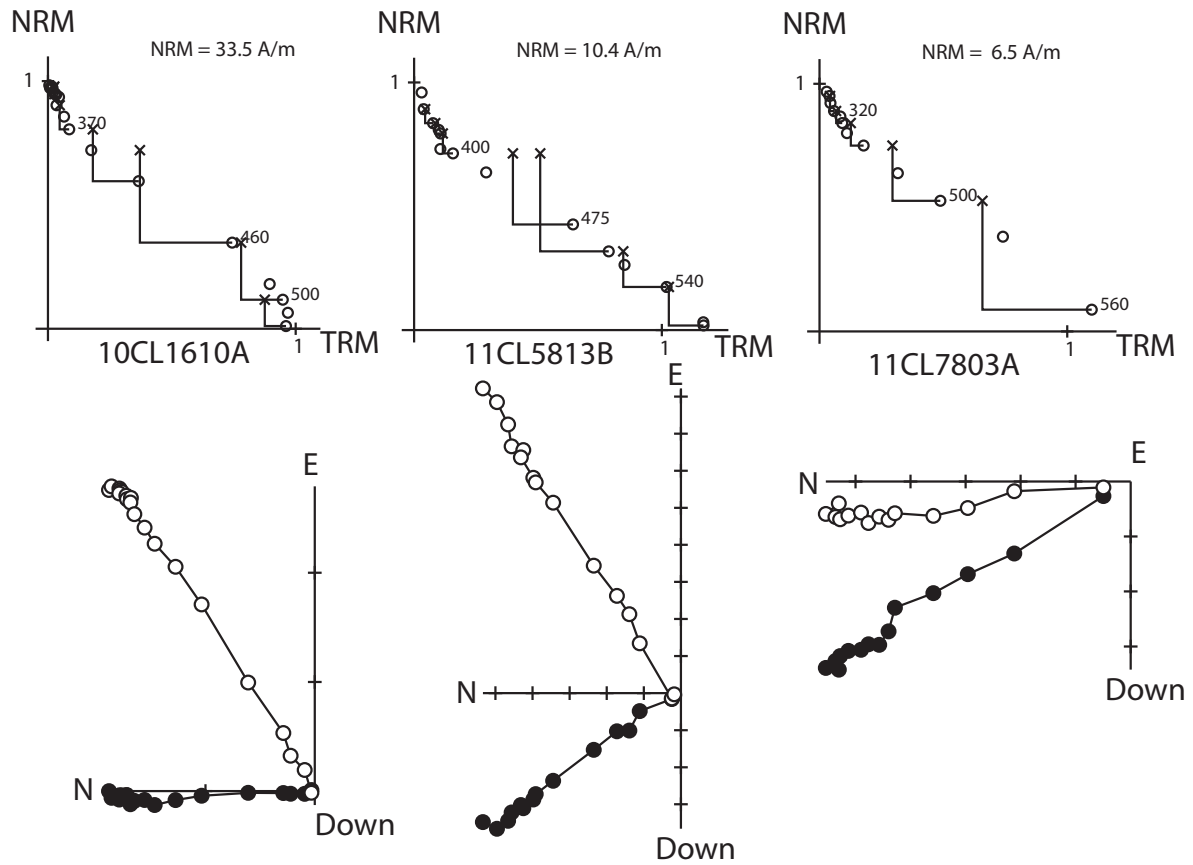 NRM
NRM = 33.5 A/m
1
370
460
500
1
TRM
10CL1610A
NRM
NRM = 10.4 A/m
1
400
475
540
1
TRM
11CL5813B
NRM
NRM = 6.5 A/m
1
320
500
560
1
TRM
11CL7803A
E
N
Down
E
N
Down
E
N
Down